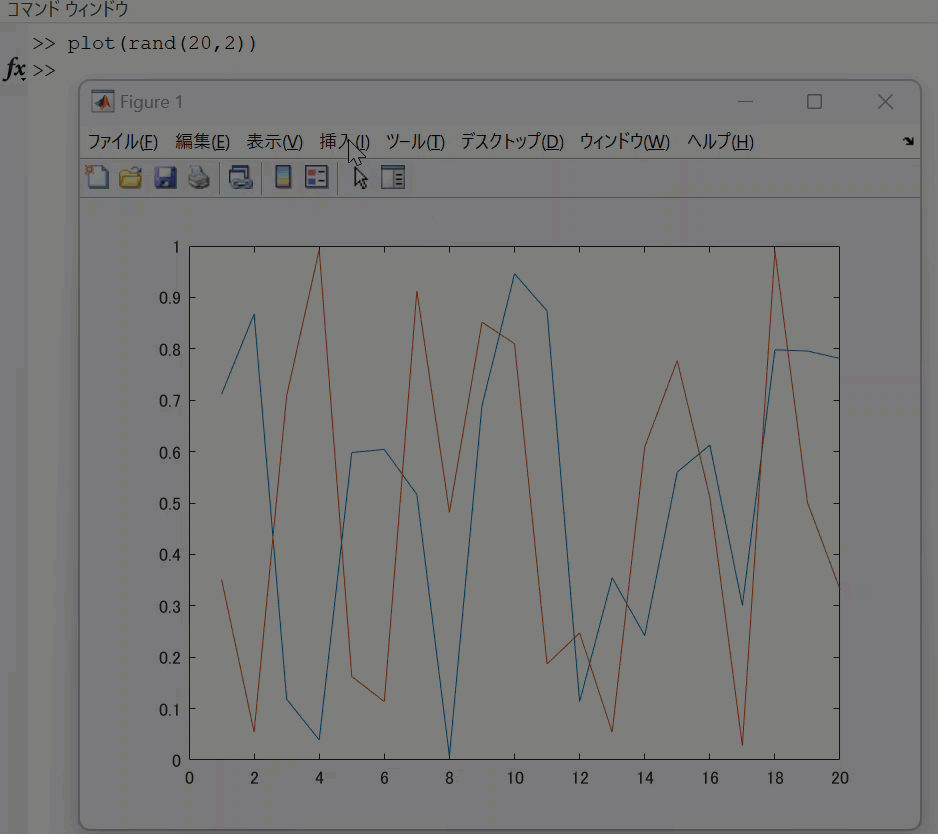 コマンド ウィンドウ
>> plot(rand(20,2))
fx >>
Figure 1
ファイル(F) 編集(E) 表示(V) 挿入(I) ツール(T) デスクトップ(D) ウィンドウ(W) ヘルプ(H)
1
0.9
0.8
0.7
0.6
0.5
0.4
0.3
0.2
0.1
0
0 2 4 6 8 10 12 14 16 18 20